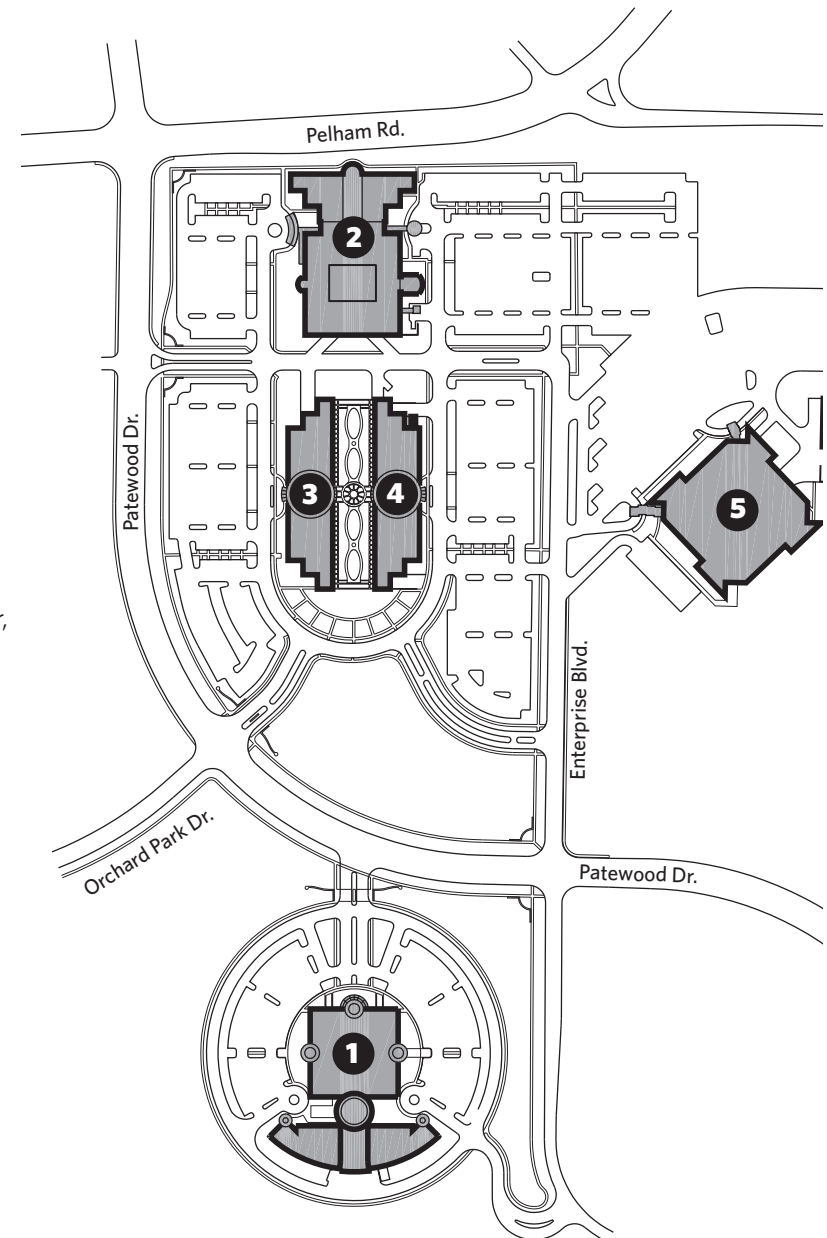 Pelham Rd.
2
Patewood Dr.
3
4
5
r,
Enterprise Blvd.
Orchard Park Dr.
Patewood Dr.
1